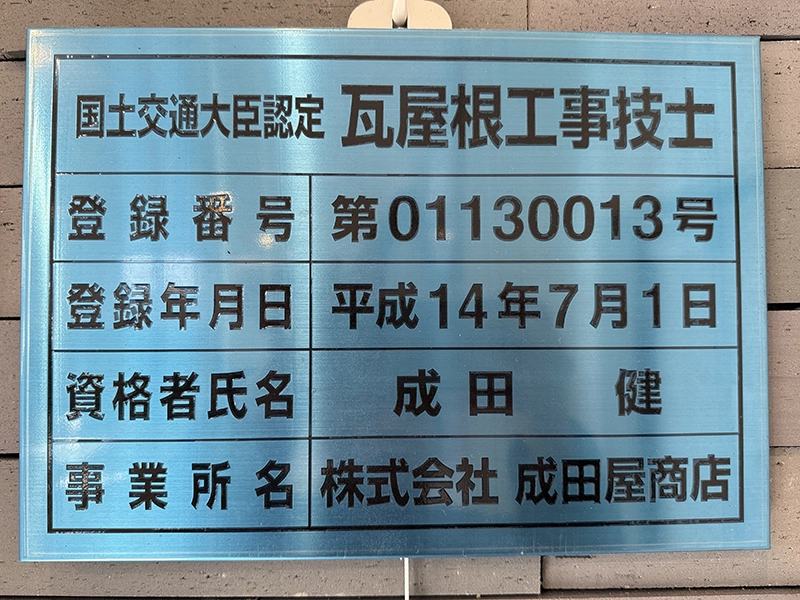 国土交通大臣認定 瓦屋根工事技士
登録番号 第01130013号
登録年月日 平成14年7月1日
資格者氏名 成田 健
事業所名 株式会社 成田屋商店